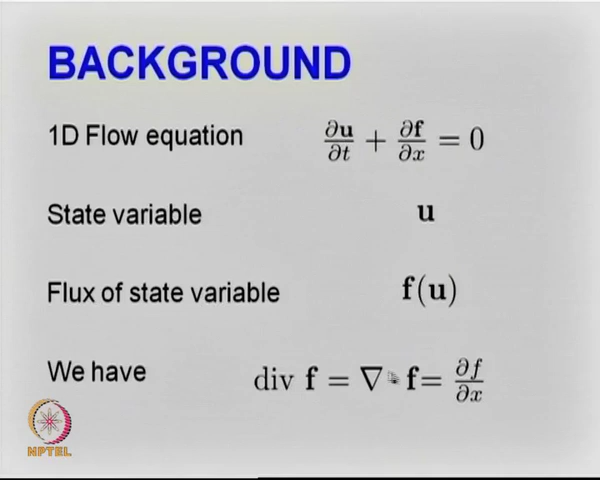 BACKGROUND
1D Flow equation ∂u/∂t + ∂f/∂x = 0
State variable u
Flux of state variable f(u)
We have div f = ∇ · f = ∂f/∂x
NPTEL